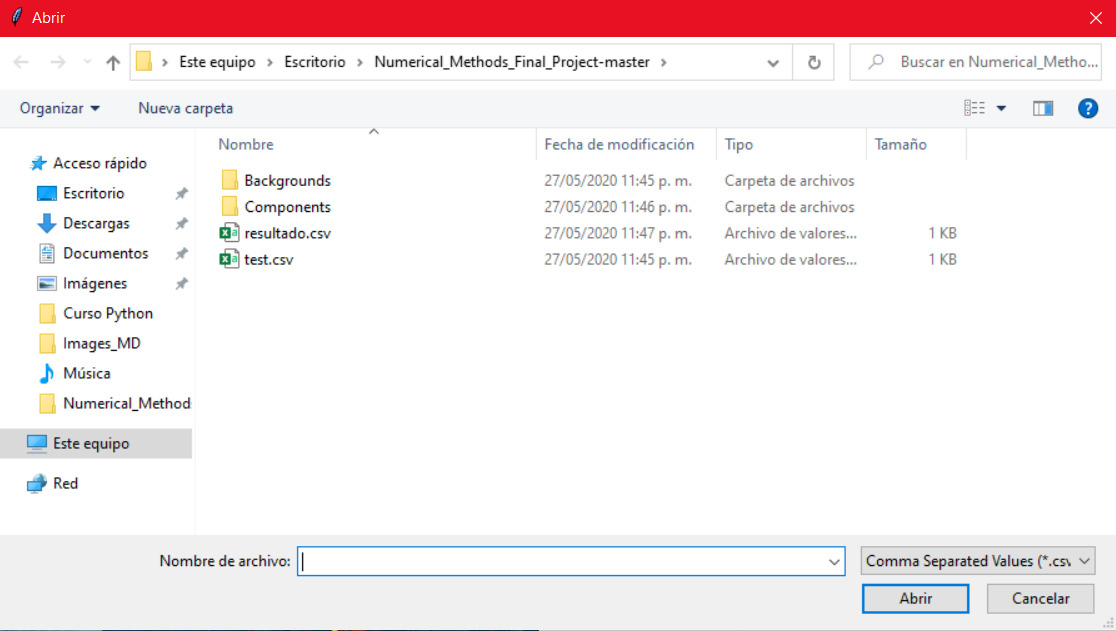 Abrir
Este equipo > Escritorio > Numerical_Methods_Final_Project-master >
Buscar en Numerical_Metho...
Organizar
Nueva carpeta
?
Nombre
Fecha de modificación
Tipo
Tamaño
Acceso rápido
Escritorio
Descargas
Documentos
Imágenes
Curso Python
Images_MD
Música
Numerical_Method
Este equipo
Red
Backgrounds 27/05/2020 11:45 p. m. Carpeta de archivos
Components 27/05/2020 11:46 p. m. Carpeta de archivos
resultado.csv 27/05/2020 11:47 p. m. Archivo de valores... 1 KB
test.csv 27/05/2020 11:45 p. m. Archivo de valores... 1 KB
Nombre de archivo:
Comma Separated Values (*.csv
Abrir
Cancelar